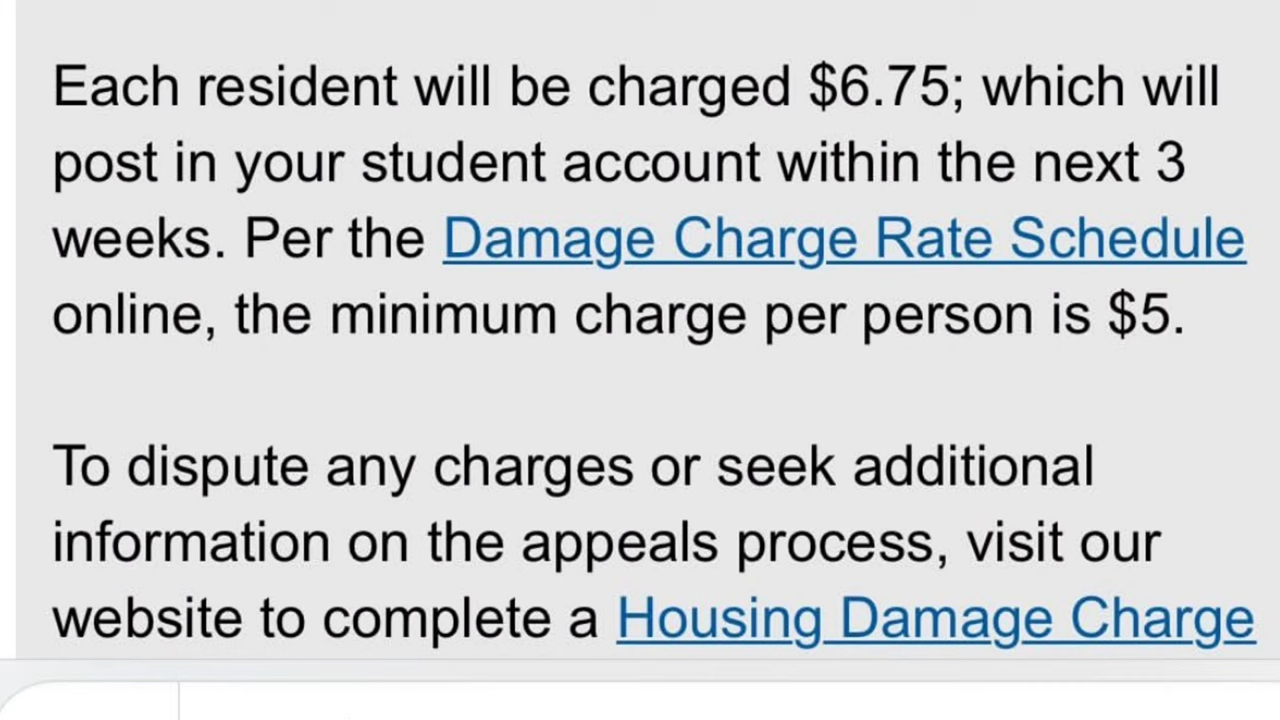 Each resident will be charged $6.75; which will
post in your student account within the next 3
weeks. Per the Damage Charge Rate Schedule
online, the minimum charge per person is $5.
To dispute any charges or seek additional
information on the appeals process, visit our
website to complete a Housing Damage Charge